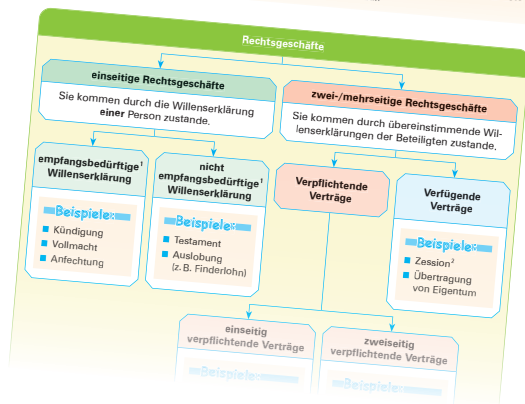 Rechtsgeschäfte
einseitige Rechtsgeschäfte
Sie kommen durch die Willenserklärung
einer Person zustande.
zwei-/mehrseitige Rechtsgeschäfte
Sie kommen durch übereinstimmende Wil-
lenserklärungen der Beteiligten zustande.
empfangsbedürftige¹
Willenserklärung
Beispiele:
Kündigung
Vollmacht
Anfechtung
nicht
empfangsbedürftige¹
Willenserklärung
Beispiele:
Testament
Auslobung
(z. B. Finderlohn)
Verpflichtende
Verträge
Verfügende
Verträge
Beispiele:
Zession²
Übertragung
von Eigentum
einseitig
verpflichtende Verträge
Beispiele:
zweiseitig
verpflichtende Verträge
Beispiele: